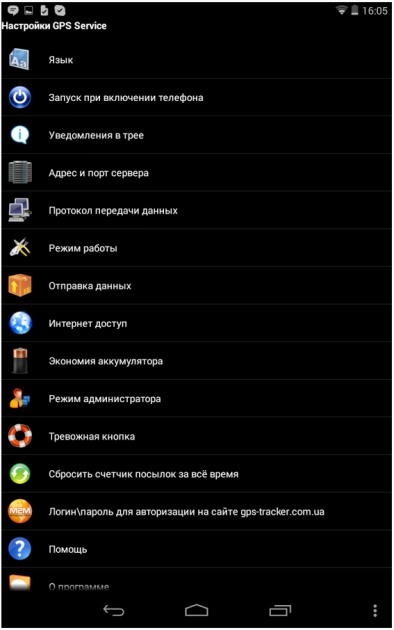 16:05
Настройки GPS Service
Язык
Запуск при включении телефона
Уведомления в трее
Адрес и порт сервера
Протокол передачи данных
Режим работы
Отправка данных
Интернет доступ
Экономия аккумулятора
Режим администратора
Тревожная кнопка
Сбросить счетчик посылок за всё время
M2M
Логин\пароль для авторизации на сайте gps-tracker.com.ua
Помощь
О программе